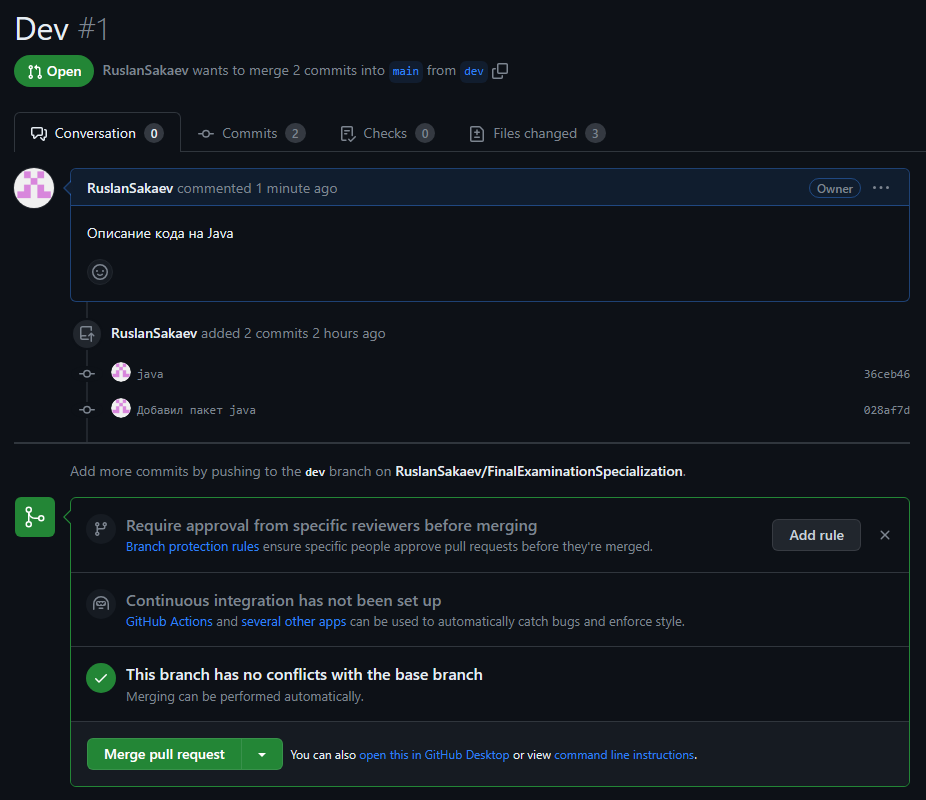 Dev #1
Open RuslanSakaev wants to merge 2 commits into main from dev
Conversation 0 Commits 2 Checks 0 Files changed 3
RuslanSakaev commented 1 minute ago Owner ...
Описание кода на Java
RuslanSakaev added 2 commits 2 hours ago
java 36ceb46
Добавил пакет java 028af7d
Add more commits by pushing to the dev branch on RuslanSakaev/FinalExaminationSpecialization.
Require approval from specific reviewers before merging
Branch protection rules ensure specific people approve pull requests before they're merged.
Add rule
Continuous integration has not been set up
GitHub Actions and several other apps can be used to automatically catch bugs and enforce style.
This branch has no conflicts with the base branch
Merging can be performed automatically.
Merge pull request You can also open this in GitHub Desktop or view command line instructions.